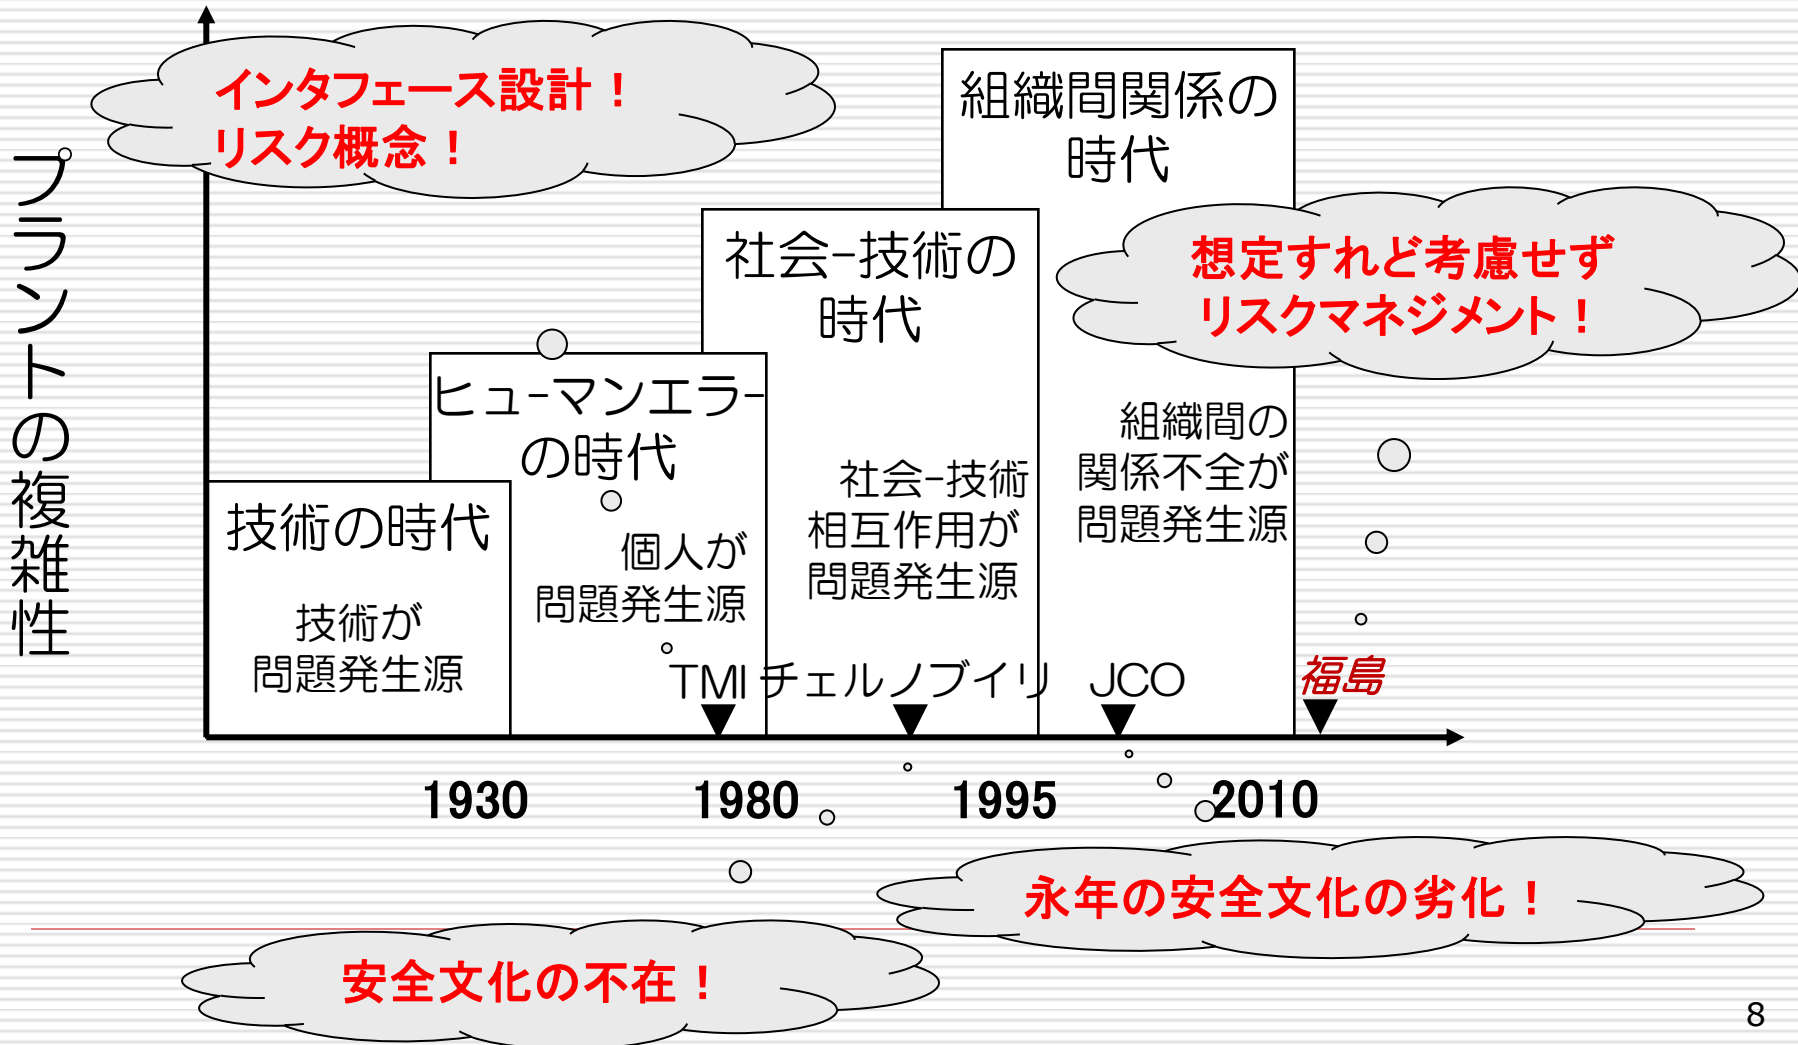 インタフェース設計！
リスク概念！
プラントの複雑性
組織間関係の
時代
想定すれど考慮せず
リスクマネジメント！
社会-技術の
時代
ヒュ-マンエラ-
の時代
技術の時代
技術が
問題発生源
個人が
問題発生源
社会-技術
相互作用が
問題発生源
組織間の
関係不全が
問題発生源
TMI
チェルノブイリ
JCO
福島
1930
1980
1995
2010
永年の安全文化の劣化！
安全文化の不在！
8